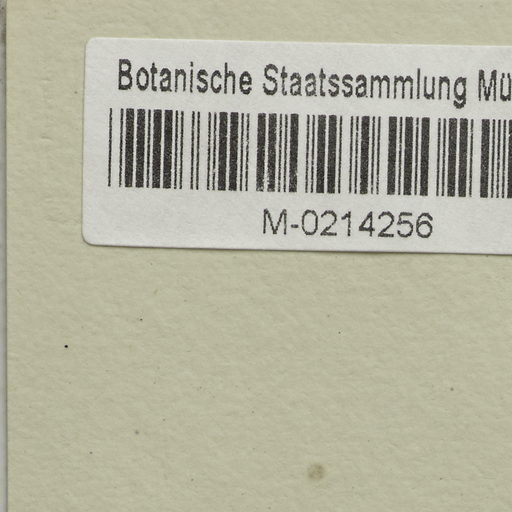 Botanische Staatssammlung Mü
M-0214256